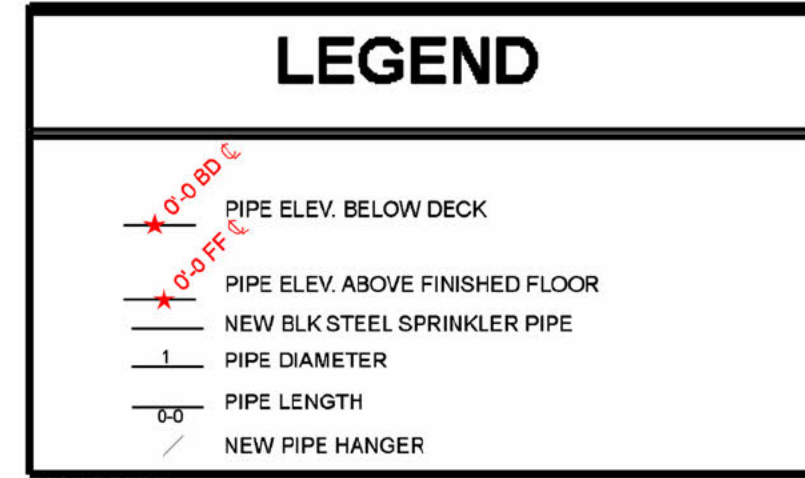 LEGEND
0'-0 BD ℄
PIPE ELEV. BELOW DECK
0'-0 FF ℄
PIPE ELEV. ABOVE FINISHED FLOOR
NEW BLK STEEL SPRINKLER PIPE
1
PIPE DIAMETER
PIPE LENGTH
0-0
NEW PIPE HANGER